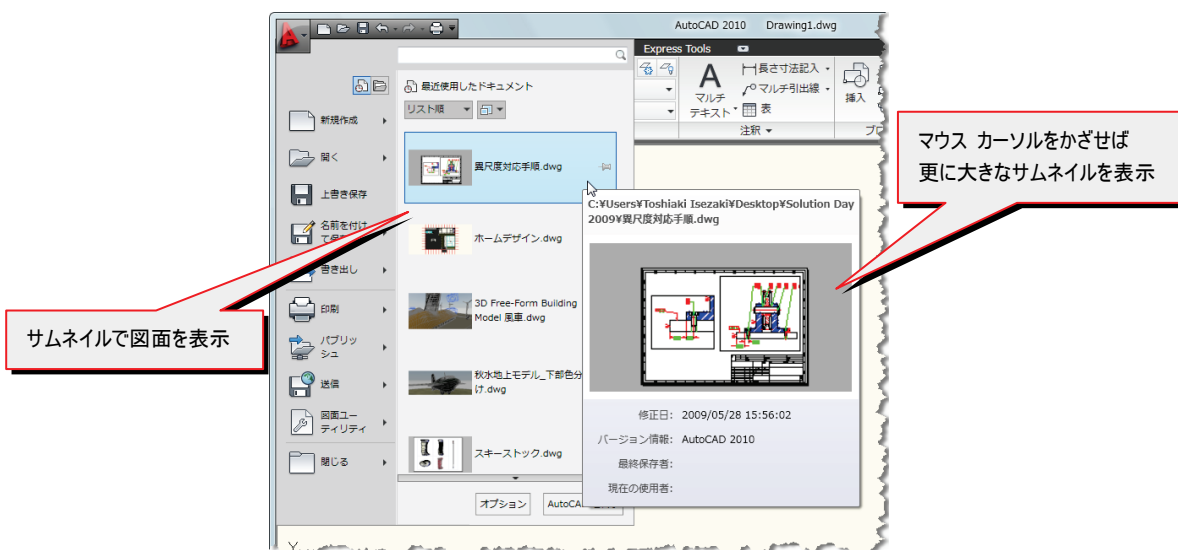 AutoCAD 2010 Drawing1.dwg
Express Tools
長さ寸法記入
マルチ引出線
表
マルチ
テキスト
挿入
注釈
最近使用したドキュメント
リスト順
新規作成
開く
上書き保存
名前を付け
書き出し
印刷
パブリッ
シュ
送信
図面ユー
ティリティ
閉じる
異尺度対応手順.dwg
ホームデザイン.dwg
3D Free-Form Building
Model 風車.dwg
秋水地上モデル_下部色分
け.dwg
スキーストック.dwg
オプション
C:¥Users¥Toshiaki Isezaki¥Desktop¥Solution Day
2009¥異尺度対応手順.dwg
修正日: 2009/05/28 15:56:02
バージョン情報: AutoCAD 2010
最終保存者:
現在の使用者:
マウス カーソルをかざせば
更に大きなサムネイルを表示
サムネイルで図面を表示